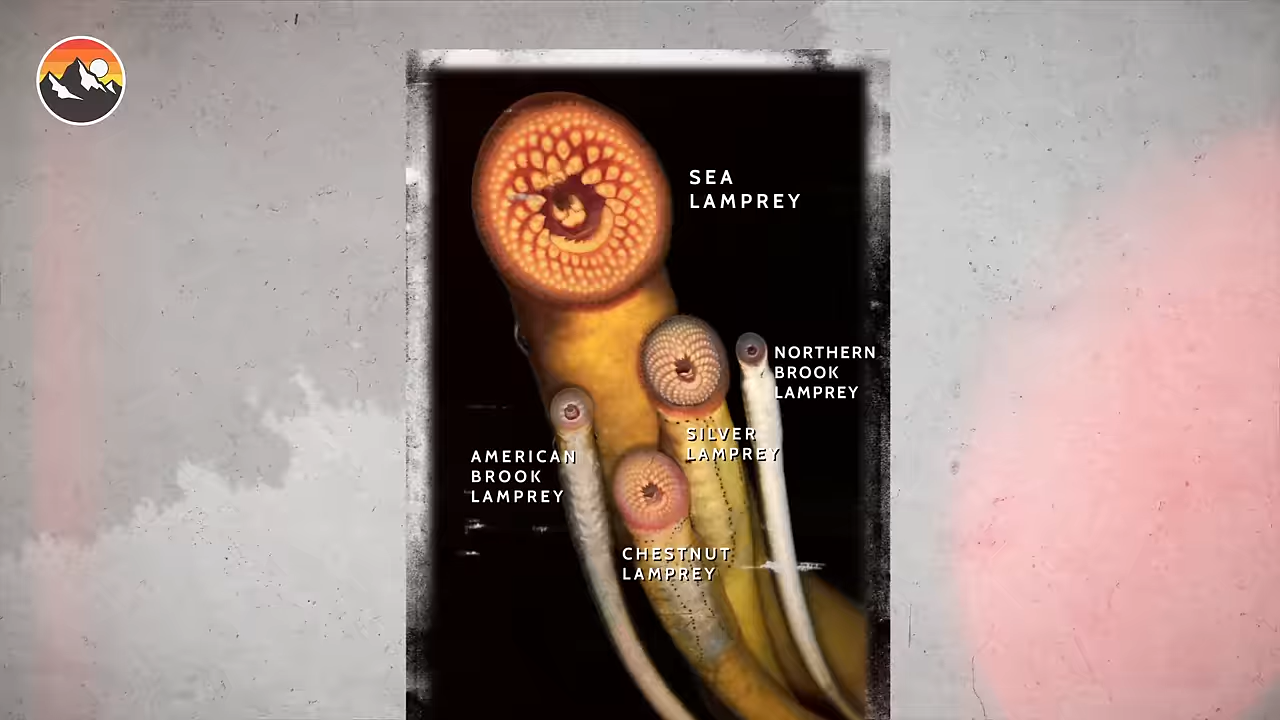 SEA
LAMPREY
NORTHERN
BROOK
LAMPREY
SILVER
LAMPREY
AMERICAN
BROOK
LAMPREY
CHESTNUT
LAMPREY